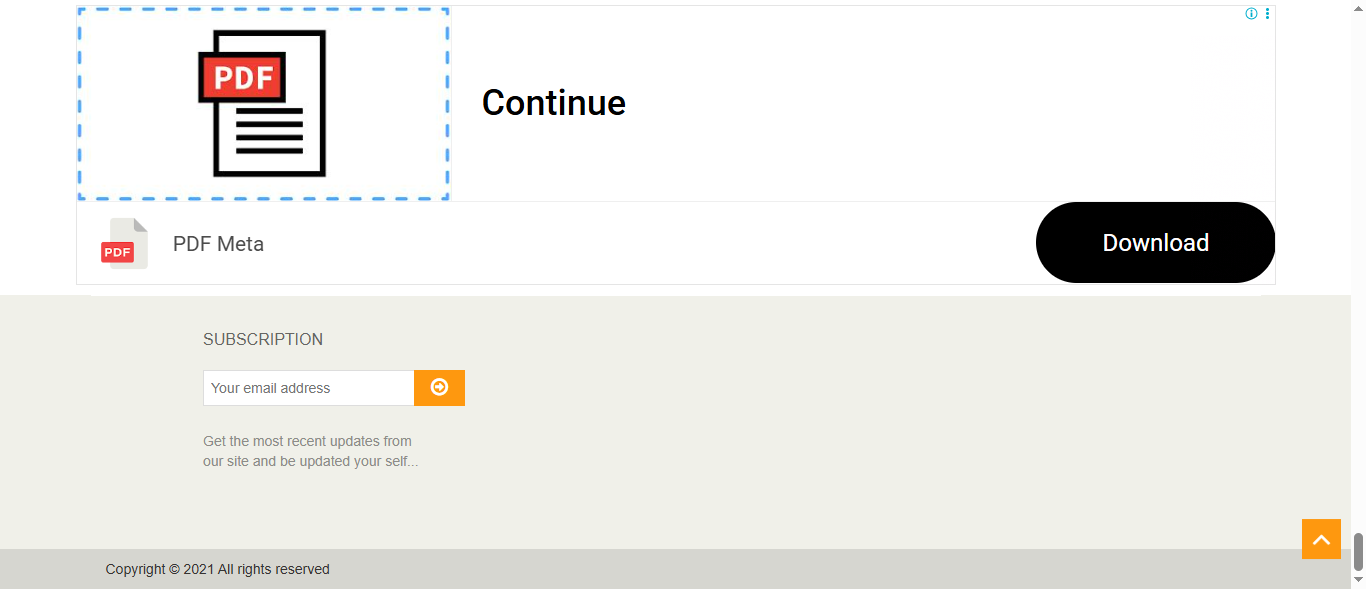 PDF
Continue
PDF
PDF Meta
Download
SUBSCRIPTION
Your email address
Get the most recent updates from
our site and be updated your self...
Copyright © 2021 All rights reserved